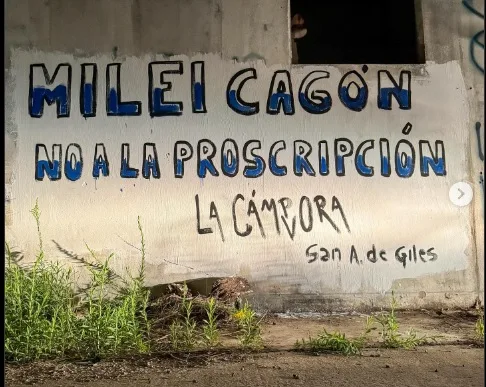 MILEI CAGÓN
NO A LA PROSCRIPCIÓN
LA CÁMPORA
San A. de Giles